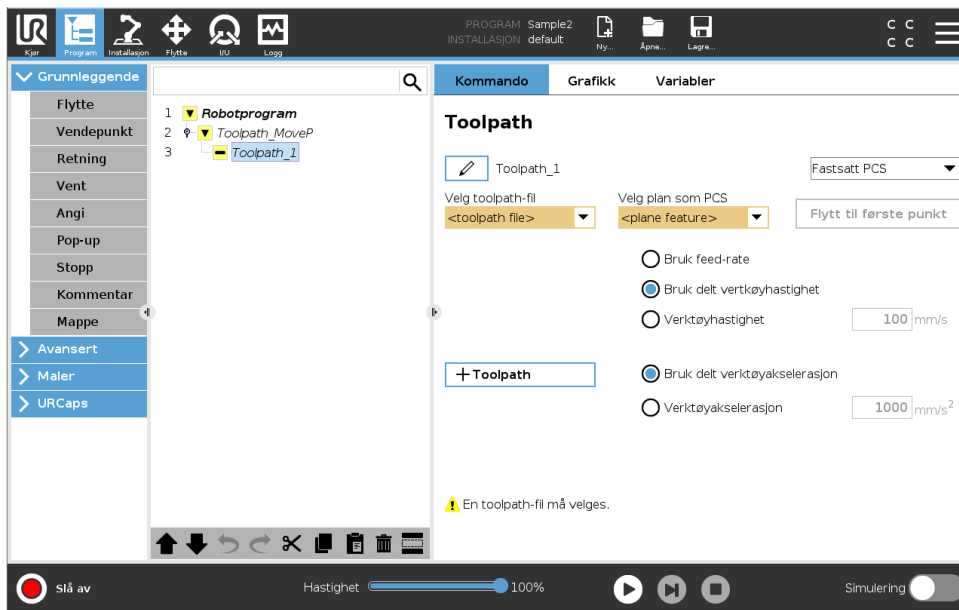 PROGRAM Sample2
INSTALLASJON default
Kjør Program Installasjon Flytte I/U Logg Ny... Åpne... Lagre...
C C
C C
Grunnleggende
Flytte
Vendepunkt
Retning
Vent
Angi
Pop-up
Stopp
Kommentar
Mappe
Avansert
Maler
URCaps
1 Robotprogram
2 Toolpath_MoveP
3 Toolpath_1
Kommando Grafikk Variabler
Toolpath
Toolpath_1 Fastsatt PCS
Velg toolpath-fil Velg plan som PCS
<toolpath file> <plane feature> Flytt til første punkt
Bruk feed-rate
Bruk delt vertkøyhastighet
Verktøyhastighet 100 mm/s
+Toolpath Bruk delt verktøyakselerasjon
Verktøyakselerasjon 1000 mm/s²
En toolpath-fil må velges.
Slå av Hastighet 100% Simulering